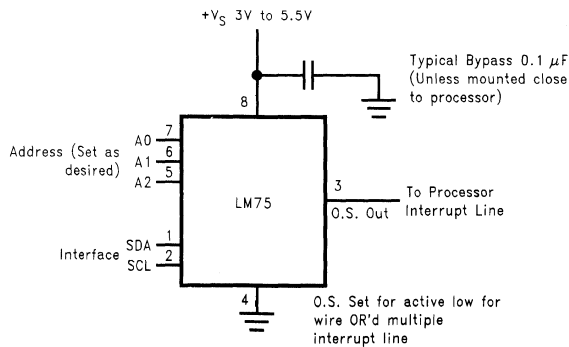 +VS 3V to 5.5V
Typical Bypass 0.1 μF
(Unless mounted close
to processor)
8
Address (Set as
desired)
A0 7
A1 6
A2 5
LM75
3
O.S. Out
To Processor
Interrupt Line
Interface
SDA 1
SCL 2
4
O.S. Set for active low for
wire OR'd multiple
interrupt line